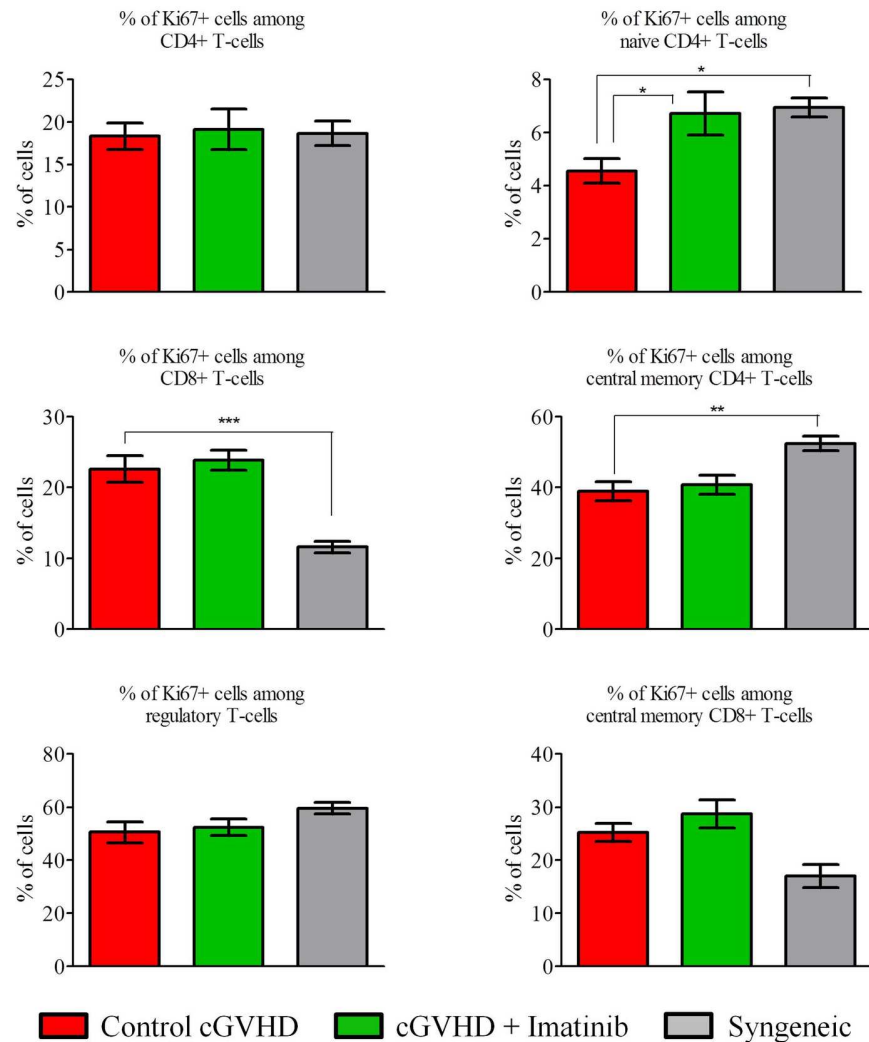 % of Ki67+ cells among
CD4+ T-cells
25
20
15
10
5
0
% of cells
% of Ki67+ cells among
naive CD4+ T-cells
8
6
4
2
0
% of cells
*
*
% of Ki67+ cells among
CD8+ T-cells
30
20
10
0
% of cells
***
% of Ki67+ cells among
central memory CD4+ T-cells
60
40
20
0
% of cells
**
% of Ki67+ cells among
regulatory T-cells
80
60
40
20
0
% of cells
% of Ki67+ cells among
central memory CD8+ T-cells
40
30
20
10
0
% of cells
Control cGVHD cGVHD + Imatinib Syngeneic